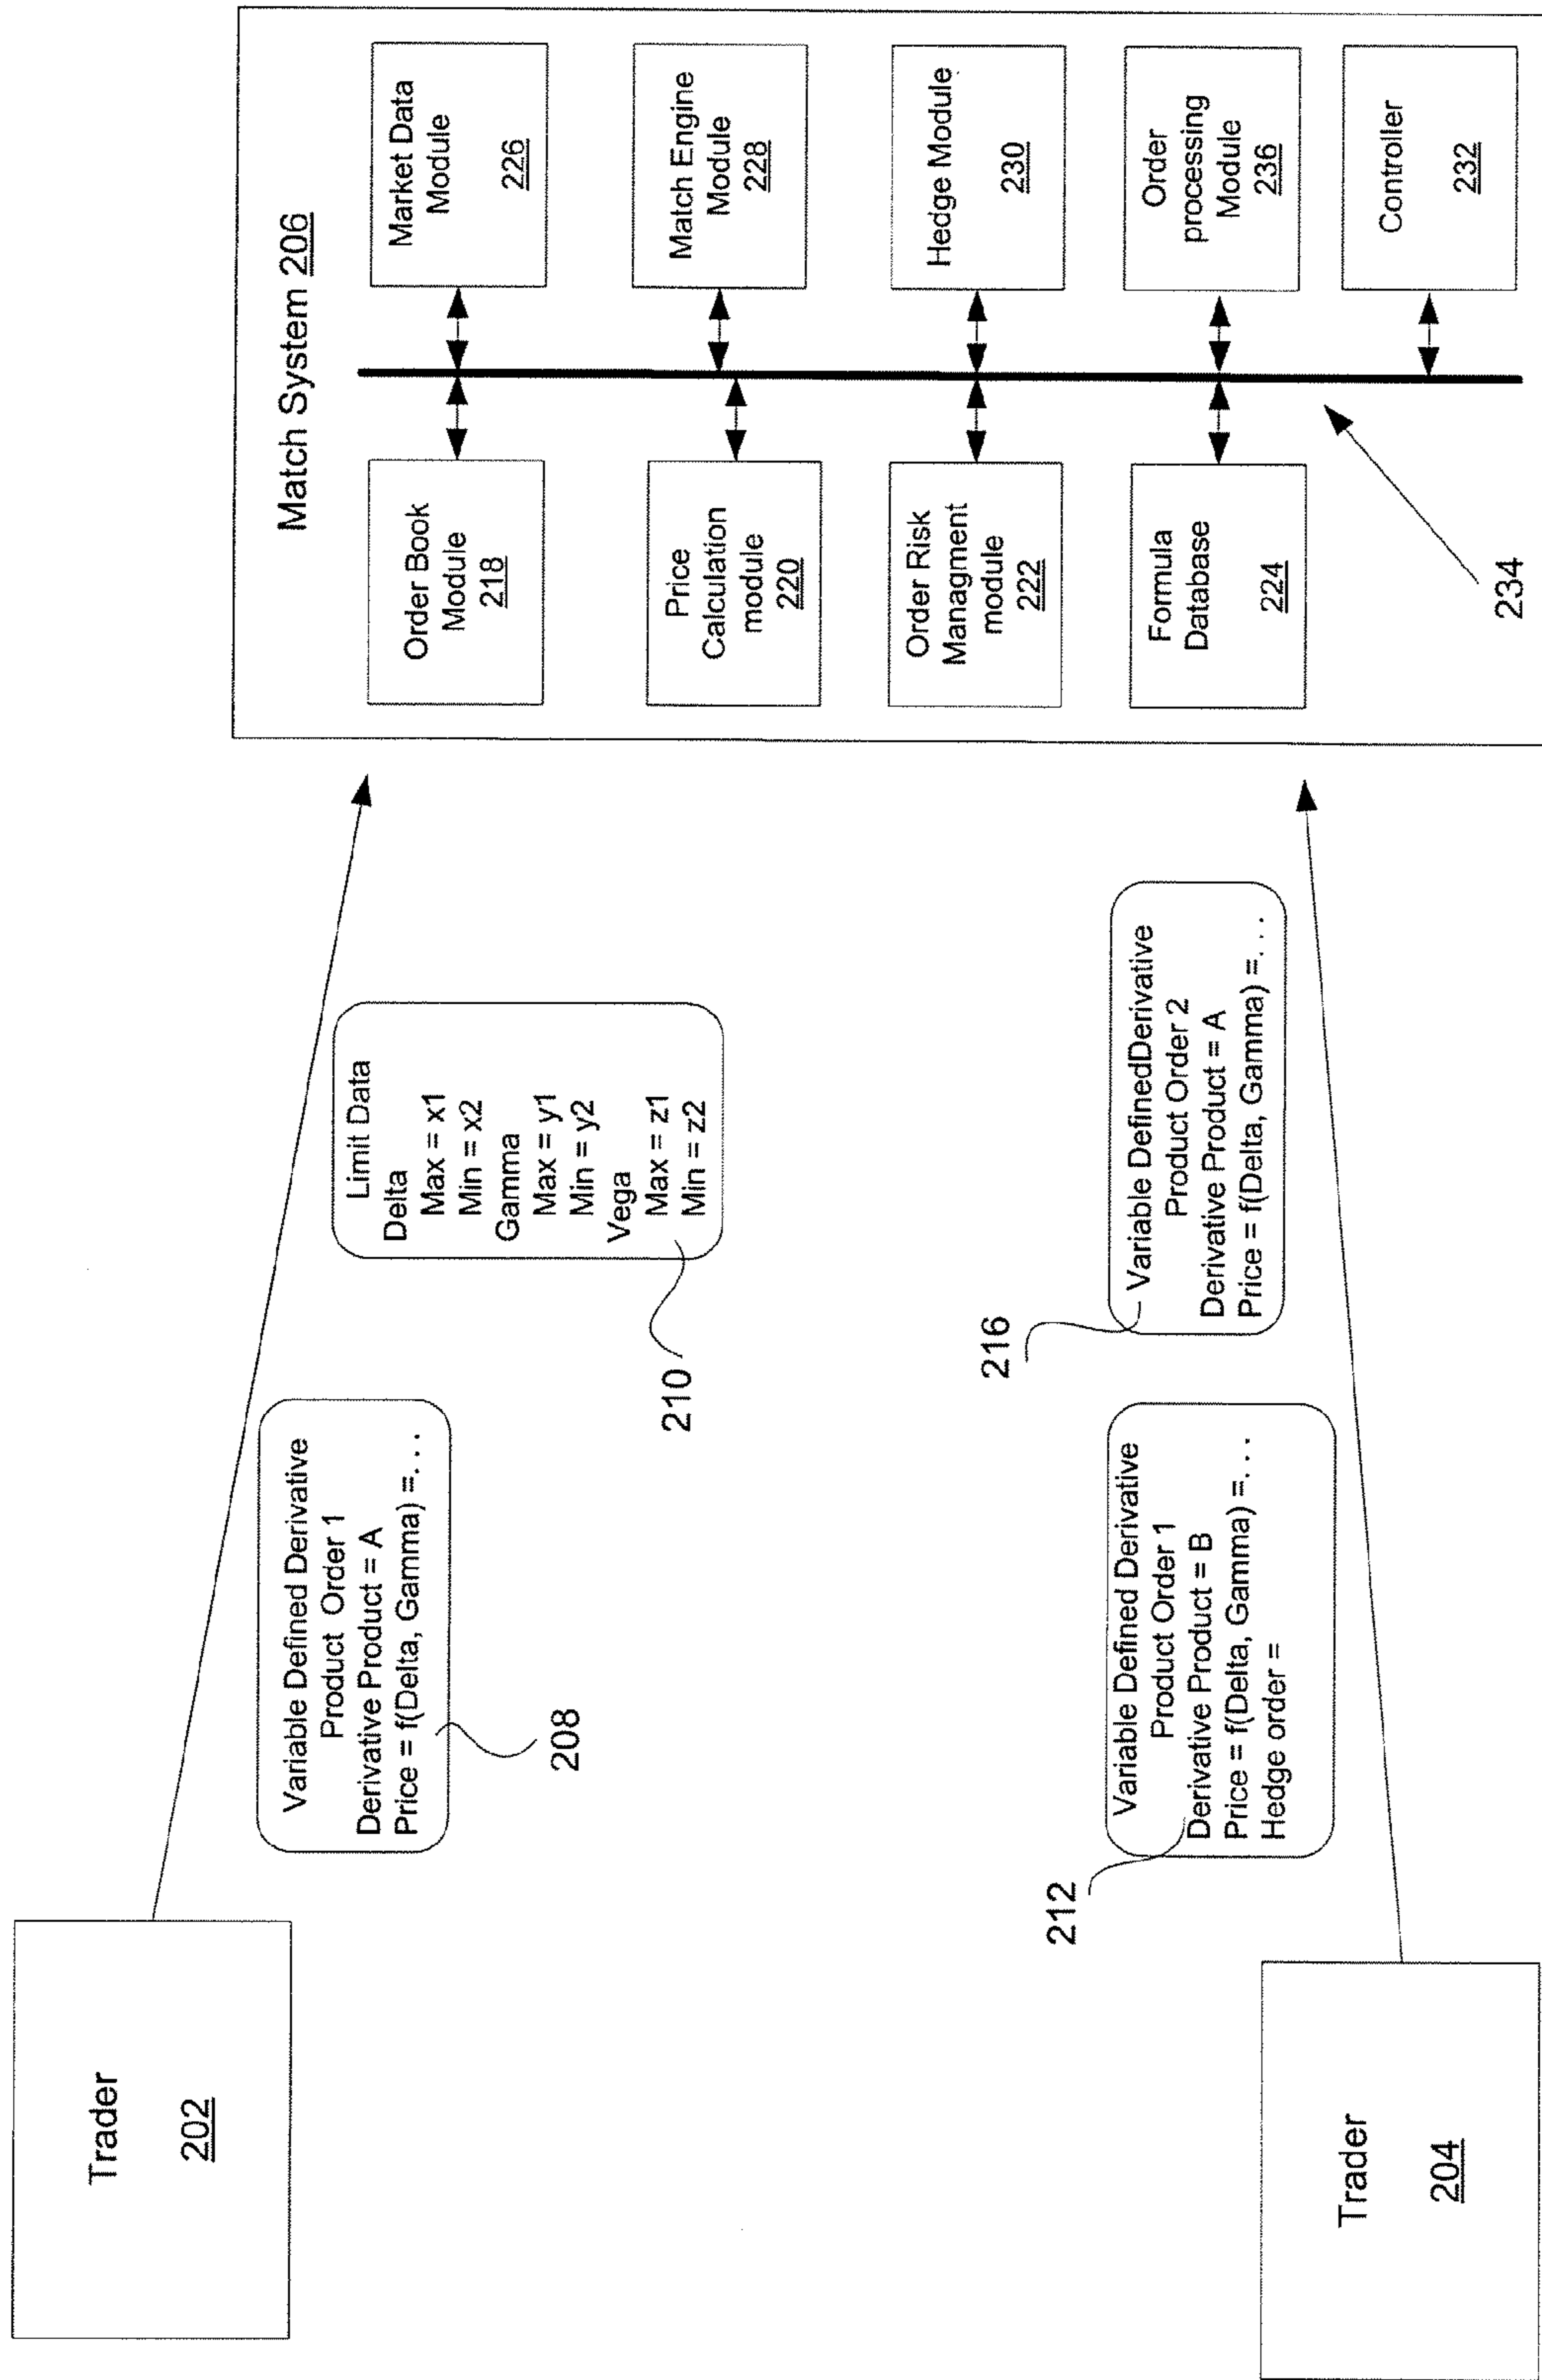 Trader
202
Variable Defined Derivative
Product Order 1
Derivative Product = A
Price = f(Delta, Gamma) =. . .
208
Limit Data
Delta
Max = x1
Min = x2
Gamma
Max = y1
Min = y2
Vega
Max = z1
Min = z2
210
Trader
204
212
Variable Defined Derivative
Product Order 1
Derivative Product = B
Price = f(Delta, Gamma) =. . .
Hedge order =
216
Variable DefinedDerivative
Product Order 2
Derivative Product = A
Price = f(Delta, Gamma) =. . .
Match System 206
Order Book
Module
218
Market Data
Module
226
Price
Calculation
module
220
Match Engine
Module
228
Order Risk
Managment
module
222
Hedge Module
230
Formula
Database
224
Order
processing
Module
236
Controller
232
234